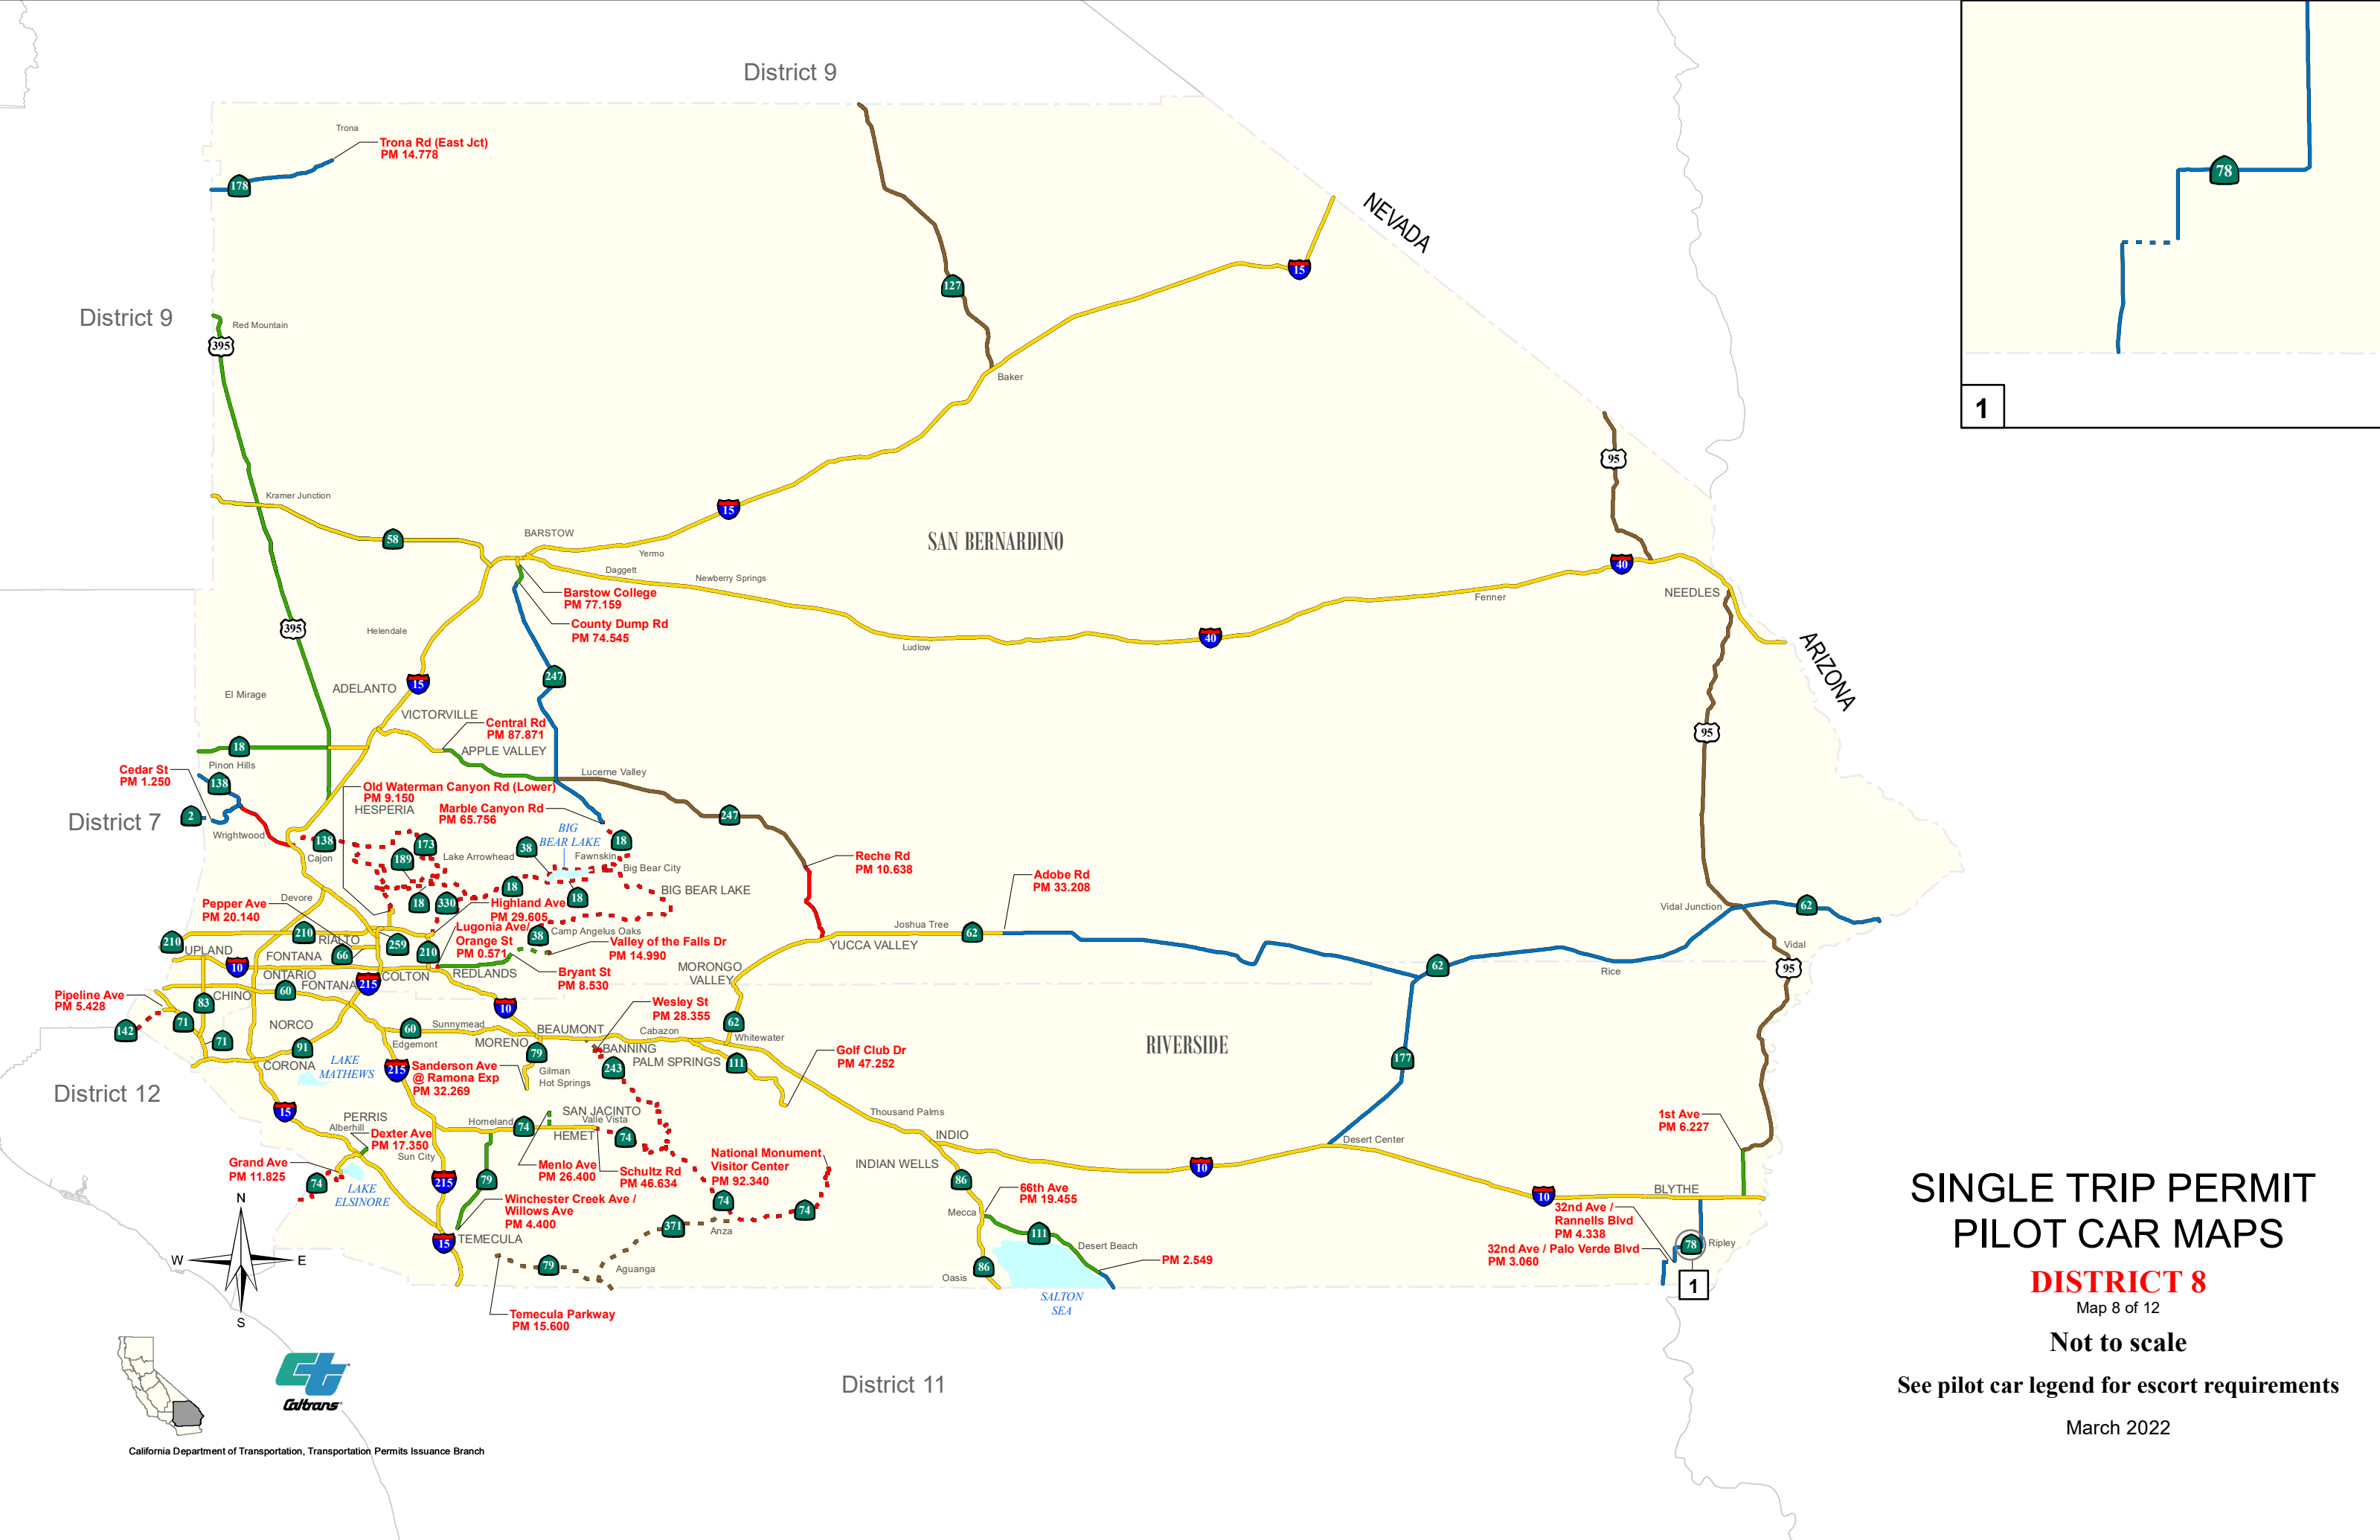 District 9
Trona
Trona Rd (East Jct)
PM 14.778
178
78
1
NEVADA
15
127
District 9
Red Mountain
395
Baker
95
Kramer Junction
15
58
BARSTOW
SAN BERNARDINO
Yermo
Daggett
Newberry Springs
40
NEEDLES
Fenner
Barstow College
PM 77.159
County Dump Rd
PM 74.545
395
Helendale
40
Ludlow
ARIZONA
247
El Mirage
ADELANTO
15
VICTORVILLE
Central Rd
PM 87.871
95
18
APPLE VALLEY
Pinon Hills
Cedar St
PM 1.250
138
Lucerne Valley
Old Waterman Canyon Rd (Lower)
PM 9.150
HESPERIA
Marble Canyon Rd
PM 65.756
247
District 7
2
Wrightwood
138
Cajon
173
189
Lake Arrowhead
38
BIG
BEAR LAKE
Fawnskin
18
Big Bear City
Reche Rd
PM 10.638
Adobe Rd
PM 33.208
18
18
BIG BEAR LAKE
Devore
18
330
Highland Ave
PM 29.605
Pepper Ave
PM 20.140
Vidal Junction
62
Lugonia Ave/
Orange St
PM 0.571
38
Camp Angelus Oaks
Joshua Tree
62
210
UPLAND
210
RIALTO
259
210
66
Valley of the Falls Dr
PM 14.990
YUCCA VALLEY
Vidal
10
FONTANA
ONTARIO
FONTANA
215
COLTON
REDLANDS
Bryant St
PM 8.530
MORONGO
VALLEY
62
Rice
95
Pipeline Ave
PM 5.428
83
CHINO
60
10
Wesley St
PM 28.355
142
71
NORCO
60
Sunnymead
BEAUMONT
Cabazon
62
Whitewater
71
91
Edgemont
MORENO
79
BANNING
PALM SPRINGS
111
RIVERSIDE
CORONA
LAKE
MATHEWS
215
Sanderson Ave
@ Ramona Exp
PM 32.269
Gilman
Hot Springs
243
Golf Club Dr
PM 47.252
177
District 12
15
PERRIS
Alberhill
Homeland
74
SAN JACINTO
Valle Vista
HEMET
74
Thousand Palms
1st Ave
PM 6.227
Dexter Ave
PM 17.350
Sun City
INDIO
Desert Center
Grand Ave
PM 11.825
74
Menlo Ave
PM 26.400
Schultz Rd
PM 46.634
National Monument
Visitor Center
PM 92.340
INDIAN WELLS
10
LAKE
ELSINORE
215
79
74
74
86
66th Ave
PM 19.455
10
BLYTHE
N
W
E
S
Winchester Creek Ave /
Willows Ave
PM 4.400
371
Anza
Mecca
111
32nd Ave /
Rannells Blvd
PM 4.338
15
TEMECULA
Desert Beach
32nd Ave / Palo Verde Blvd
PM 3.060
78
Ripley
79
Aguanga
86
Oasis
PM 2.549
1
Temecula Parkway
PM 15.600
SALTON
SEA
SINGLE TRIP PERMIT
PILOT CAR MAPS
DISTRICT 8
Map 8 of 12
Not to scale
See pilot car legend for escort requirements
March 2022
District 11
Caltrans
California Department of Transportation, Transportation Permits Issuance Branch